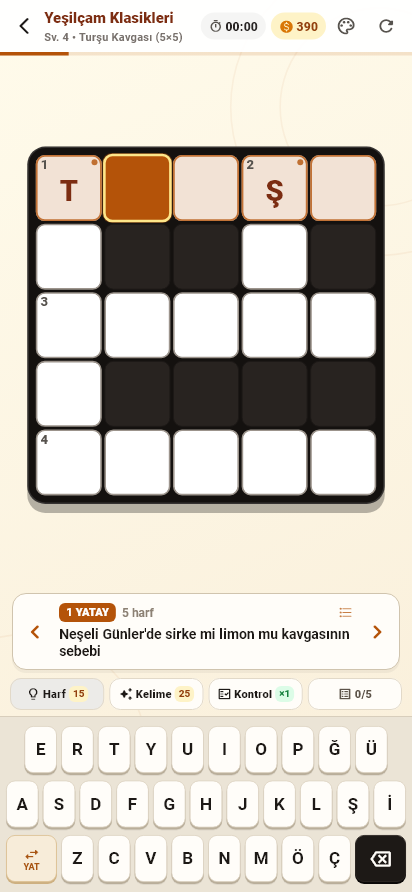 Yeşilçam Klasikleri
Sv. 4 • Turşu Kavgası (5×5)
00:00
390
1 T
2 Ş
3
4
1 YATAY 5 harf
Neşeli Günler'de sirke mi limon mu kavgasının
sebebi
Harf 15
Kelime 25
Kontrol ×1
0/5
E R T Y U I O P Ğ Ü
A S D F G H J K L Ş İ
YAT Z C V B N M Ö Ç